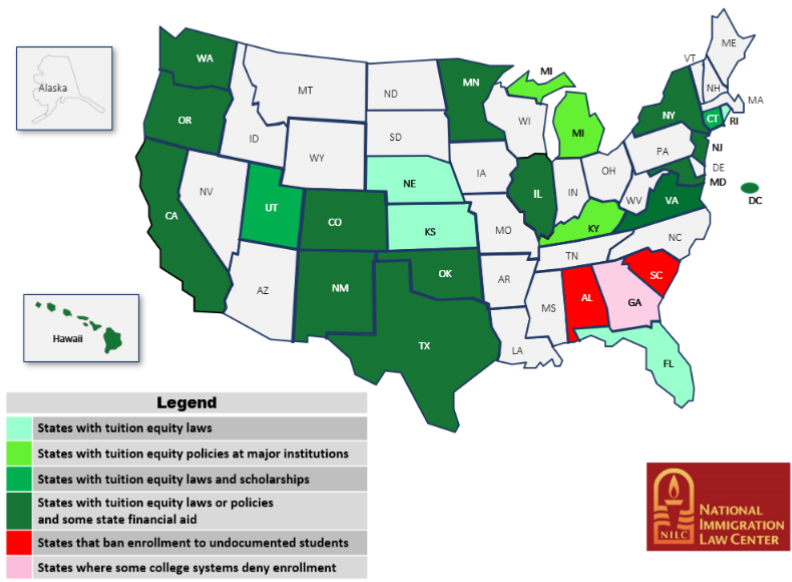 ME
WA
VT
MI
MN
MT
ND
NH
Alaska
MA
OR
WI
NY
CT
RI
ID
SD
MI
WY
PA
NJ
IA
OH
DE
NE
MD
NV
IL
IN
UT
WV
VA
DC
CA
CO
KS
MO
KY
NC
TN
OK
SC
AZ
NM
AR
AL
GA
MS
Hawaii
TX
LA
FL
Legend
States with tuition equity laws
States with tuition equity policies at major institutions
States with tuition equity laws and scholarships
States with tuition equity laws or policies
and some state financial aid
States that ban enrollment to undocumented students
States where some college systems deny enrollment
NILC
NATIONAL
IMMIGRATION
LAW CENTER